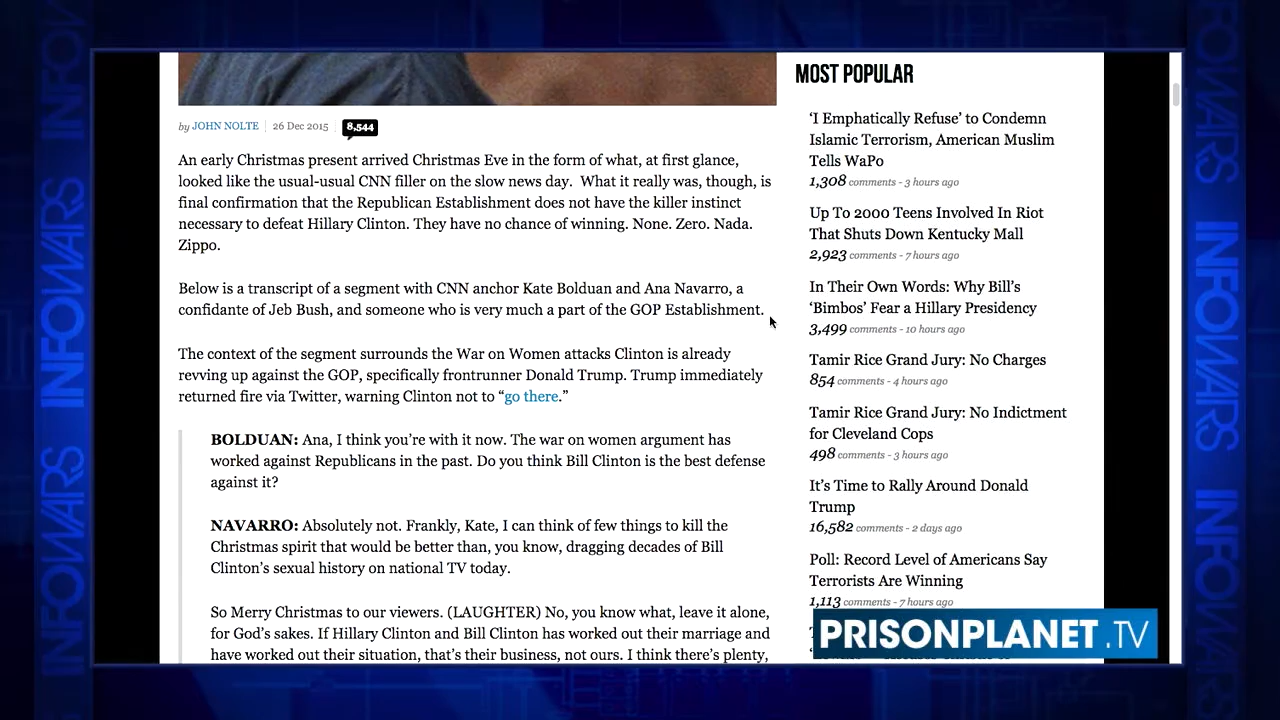 by JOHN NOLTE 26 Dec 2015 8,544
An early Christmas present arrived Christmas Eve in the form of what, at first glance,
looked like the usual-usual CNN filler on the slow news day. What it really was, though, is
final confirmation that the Republican Establishment does not have the killer instinct
necessary to defeat Hillary Clinton. They have no chance of winning. None. Zero. Nada.
Zippo.
Below is a transcript of a segment with CNN anchor Kate Bolduan and Ana Navarro, a
confidante of Jeb Bush, and someone who is very much a part of the GOP Establishment.
The context of the segment surrounds the War on Women attacks Clinton is already
revving up against the GOP, specifically frontrunner Donald Trump. Trump immediately
returned fire via Twitter, warning Clinton not to “go there.”
BOLDUAN: Ana, I think you’re with it now. The war on women argument has
worked against Republicans in the past. Do you think Bill Clinton is the best defense
against it?
NAVARRO: Absolutely not. Frankly, Kate, I can think of few things to kill the
Christmas spirit that would be better than, you know, dragging decades of Bill
Clinton’s sexual history on national TV today.
So Merry Christmas to our viewers. (LAUGHTER) No, you know what, leave it alone,
for God’s sakes. If Hillary Clinton and Bill Clinton has worked out their marriage and
have worked out their situation, that’s their business, not ours. I think there’s plenty,
MOST POPULAR
‘I Emphatically Refuse’ to Condemn
Islamic Terrorism, American Muslim
Tells WaPo
1,308 comments - 3 hours ago
Up To 2000 Teens Involved In Riot
That Shuts Down Kentucky Mall
2,923 comments - 7 hours ago
In Their Own Words: Why Bill’s
‘Bimbos’ Fear a Hillary Presidency
3,499 comments - 10 hours ago
Tamir Rice Grand Jury: No Charges
854 comments - 4 hours ago
Tamir Rice Grand Jury: No Indictment
for Cleveland Cops
498 comments - 3 hours ago
It’s Time to Rally Around Donald
Trump
16,582 comments - 2 days ago
Poll: Record Level of Americans Say
Terrorists Are Winning
1,113 comments - 7 hours ago
PRISONPLANET.TV
INFOWARS
INFOWARS
INFOWARS
INFOWARS